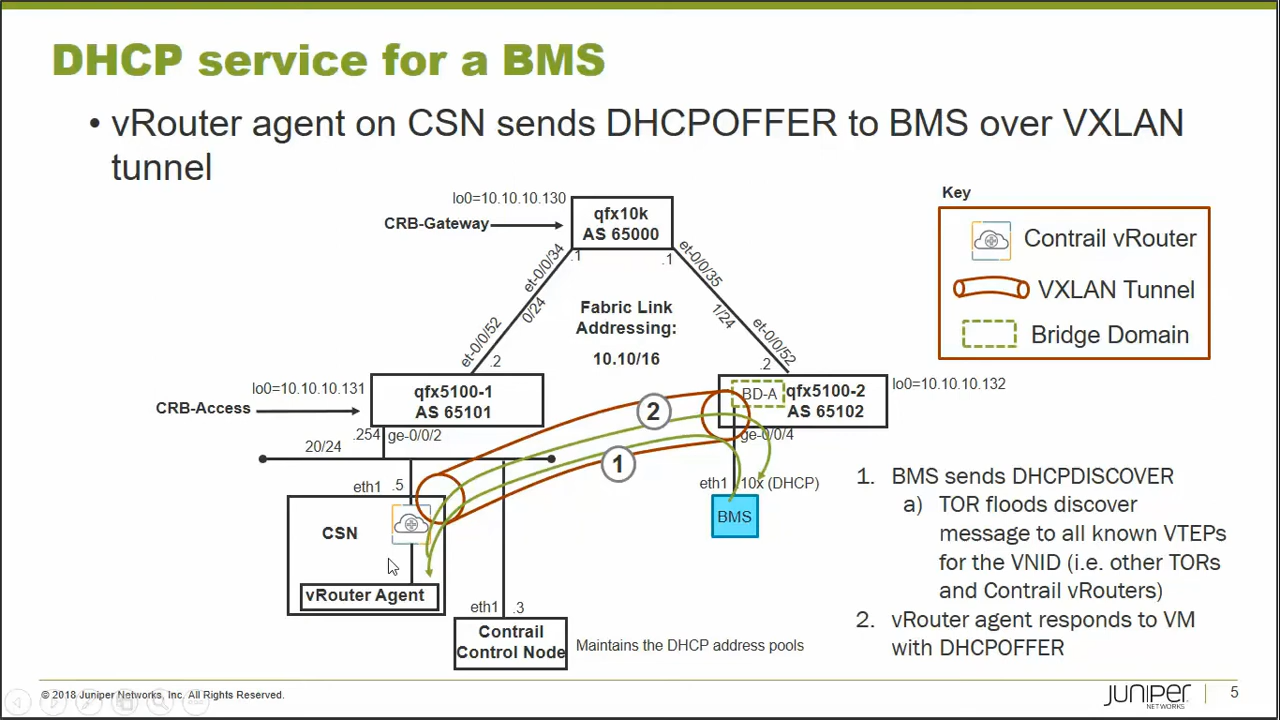 DHCP service for a BMS
• vRouter agent on CSN sends DHCPOFFER to BMS over VXLAN
tunnel
lo0=10.10.10.130
CRB-Gateway
qfx10k
AS 65000
.1
.1
et-0/0/34
et-0/0/35
0/24
1/24
et-0/0/52
et-0/0/52
.2
.2
Fabric Link
Addressing:
10.10/16
Key
Contrail vRouter
VXLAN Tunnel
Bridge Domain
lo0=10.10.10.131
CRB-Access
qfx5100-1
AS 65101
BD-A
qfx5100-2
AS 65102
lo0=10.10.10.132
.254
ge-0/0/2
ge-0/0/4
20/24
2
1
eth1
.5
eth1
10x (DHCP)
BMS
CSN
vRouter Agent
eth1
.3
Contrail
Control Node
Maintains the DHCP address pools
1. BMS sends DHCPDISCOVER
a) TOR floods discover
message to all known VTEPs
for the VNID (i.e. other TORs
and Contrail vRouters)
2. vRouter agent responds to VM
with DHCPOFFER
© 2018 Juniper Networks, Inc. All Rights Reserved.
JUNIPER
NETWORKS
5